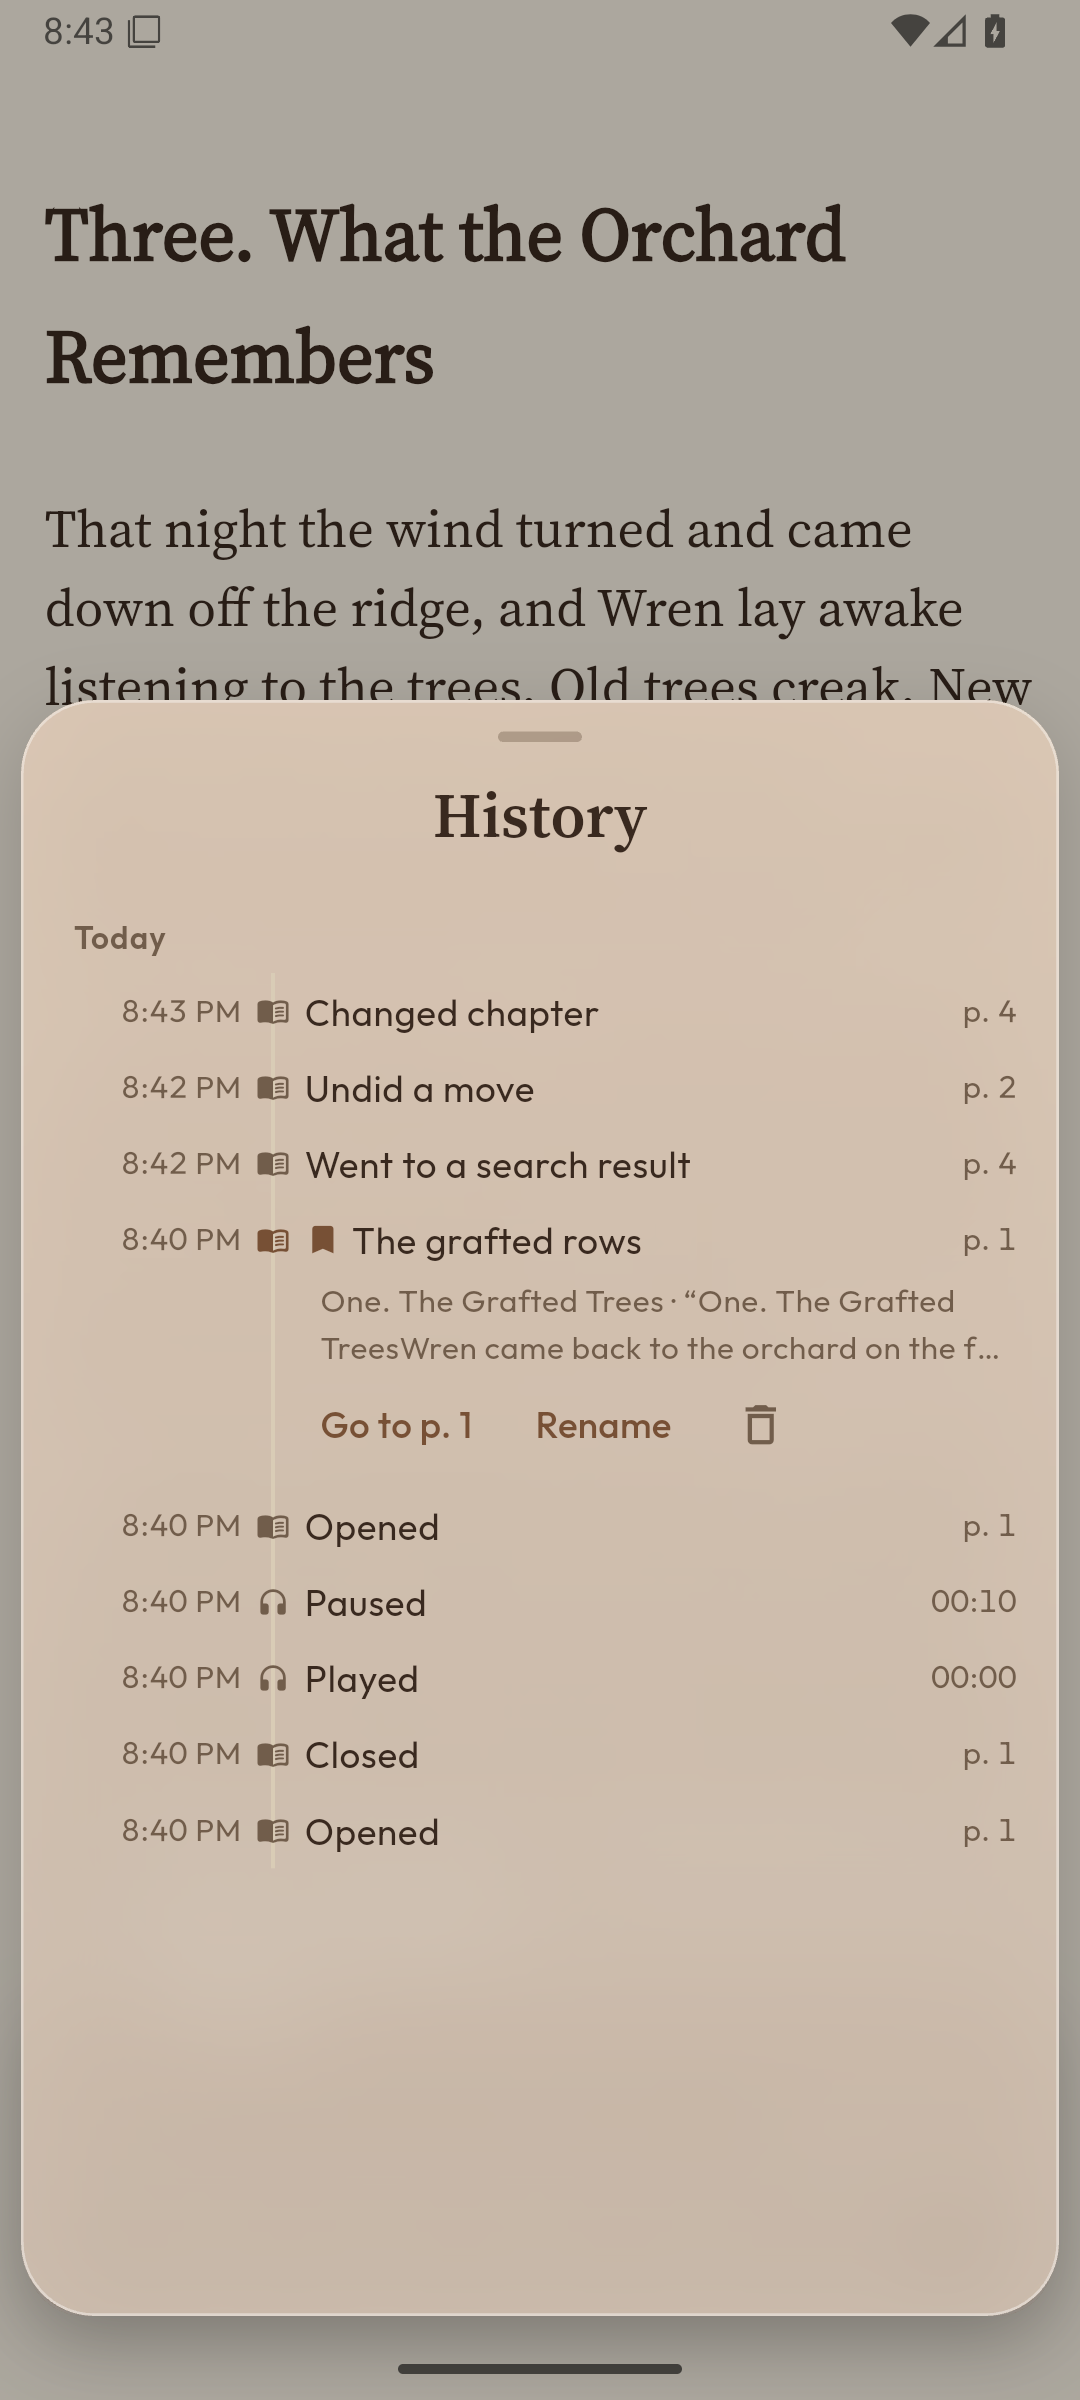 8:43
Three. What the Orchard
Remembers
That night the wind turned and came
down off the ridge, and Wren lay awake
listening to the trees. Old trees creak. New
History
Today
8:43 PM Changed chapter p. 4
8:42 PM Undid a move p. 2
8:42 PM Went to a search result p. 4
8:40 PM The grafted rows p. 1
One. The Grafted Trees · “One. The Grafted
TreesWren came back to the orchard on the f…
Go to p. 1 Rename
8:40 PM Opened p. 1
8:40 PM Paused 00:10
8:40 PM Played 00:00
8:40 PM Closed p. 1
8:40 PM Opened p. 1